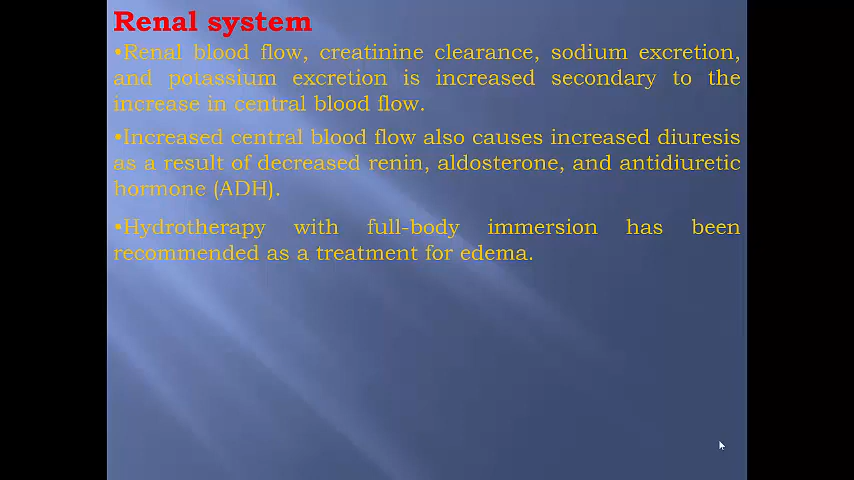 Renal system
•Renal blood flow, creatinine clearance, sodium excretion,
and potassium excretion is increased secondary to the
increase in central blood flow.
•Increased central blood flow also causes increased diuresis
as a result of decreased renin, aldosterone, and antidiuretic
hormone (ADH).
•Hydrotherapy with full-body immersion has been
recommended as a treatment for edema.